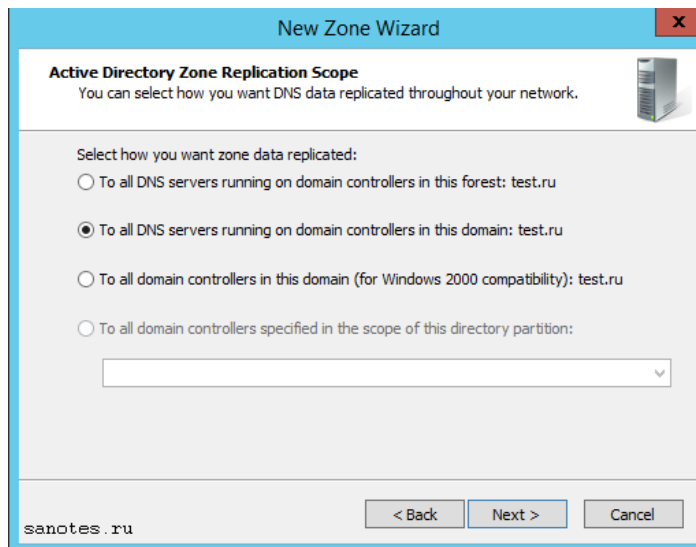 New Zone Wizard
x
Active Directory Zone Replication Scope
You can select how you want DNS data replicated throughout your network.
Select how you want zone data replicated:
To all DNS servers running on domain controllers in this forest: test.ru
To all DNS servers running on domain controllers in this domain: test.ru
To all domain controllers in this domain (for Windows 2000 compatibility): test.ru
To all domain controllers specified in the scope of this directory partition:
< Back Next > Cancel
sanotes.ru